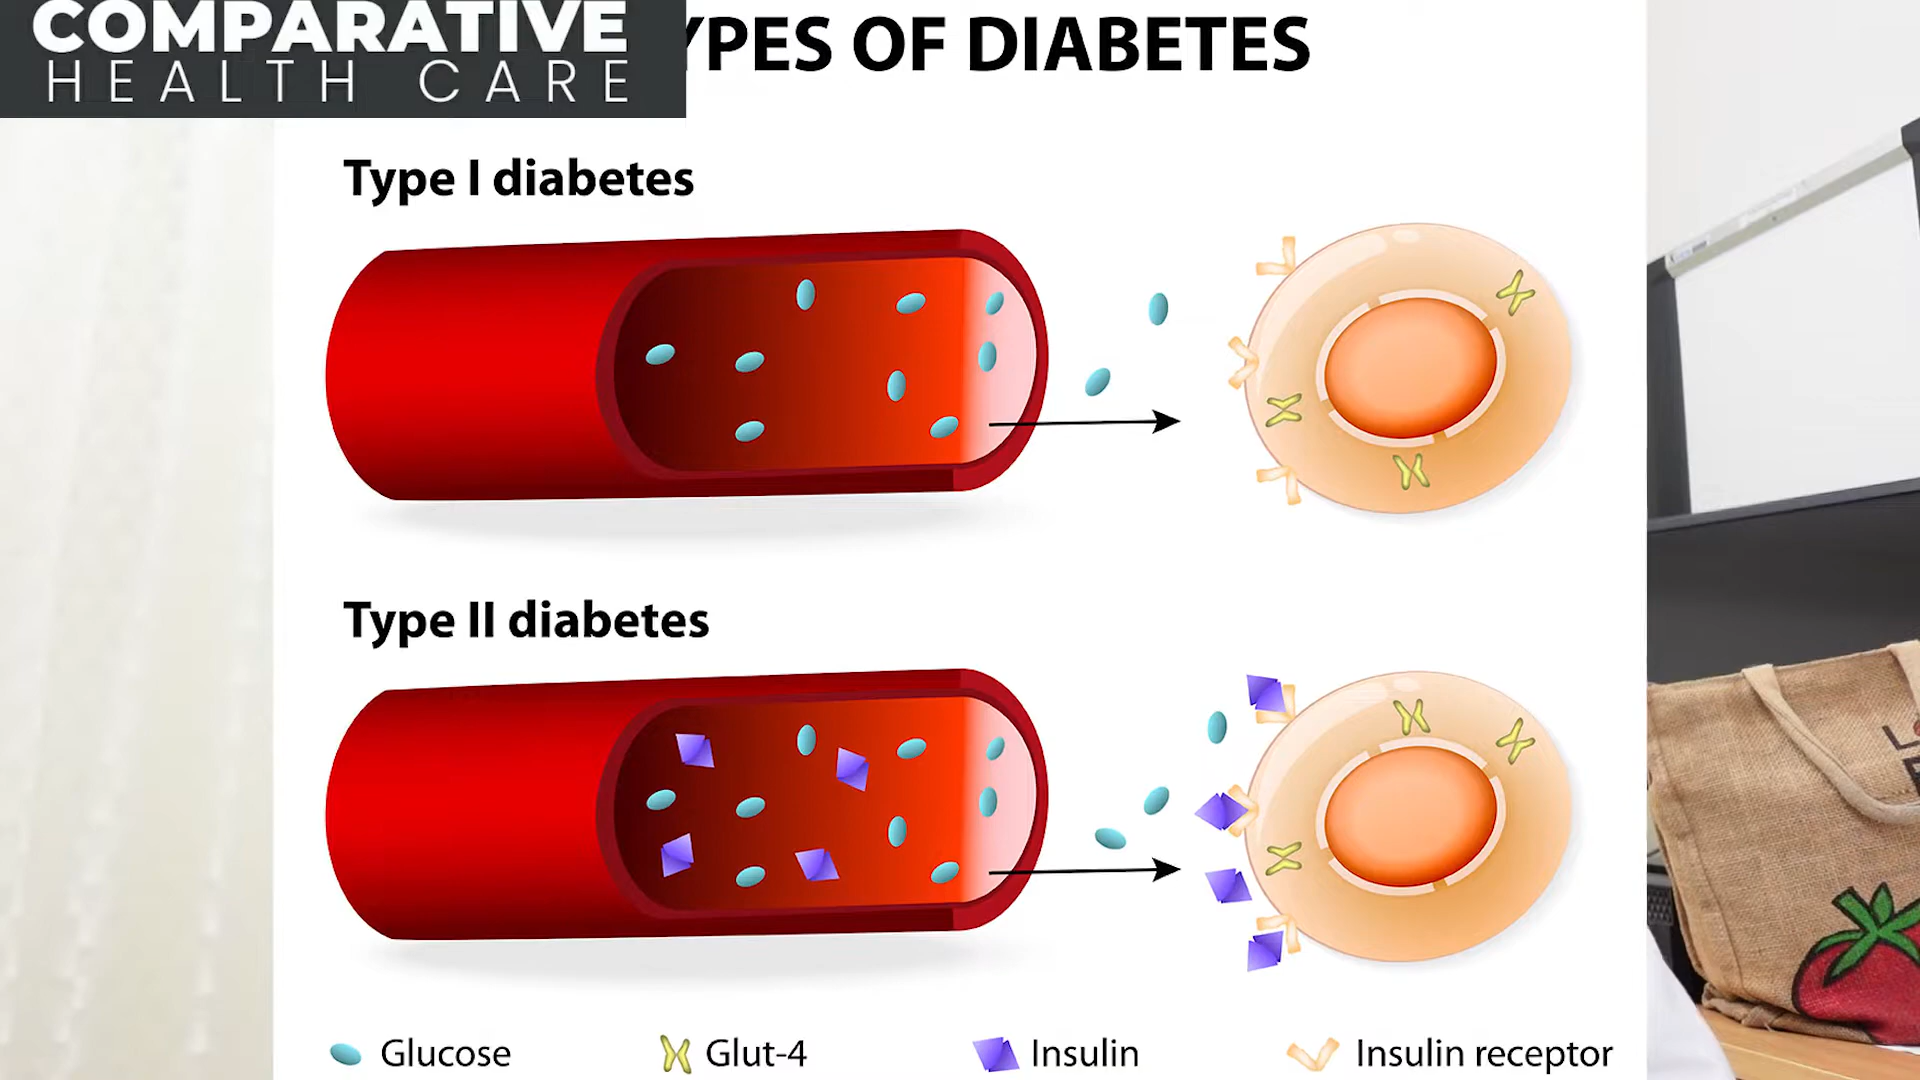 COMPARATIVE
HEALTH CARE
YPES OF DIABETES
Type I diabetes
Type II diabetes
Glucose
Glut-4
Insulin
Insulin receptor